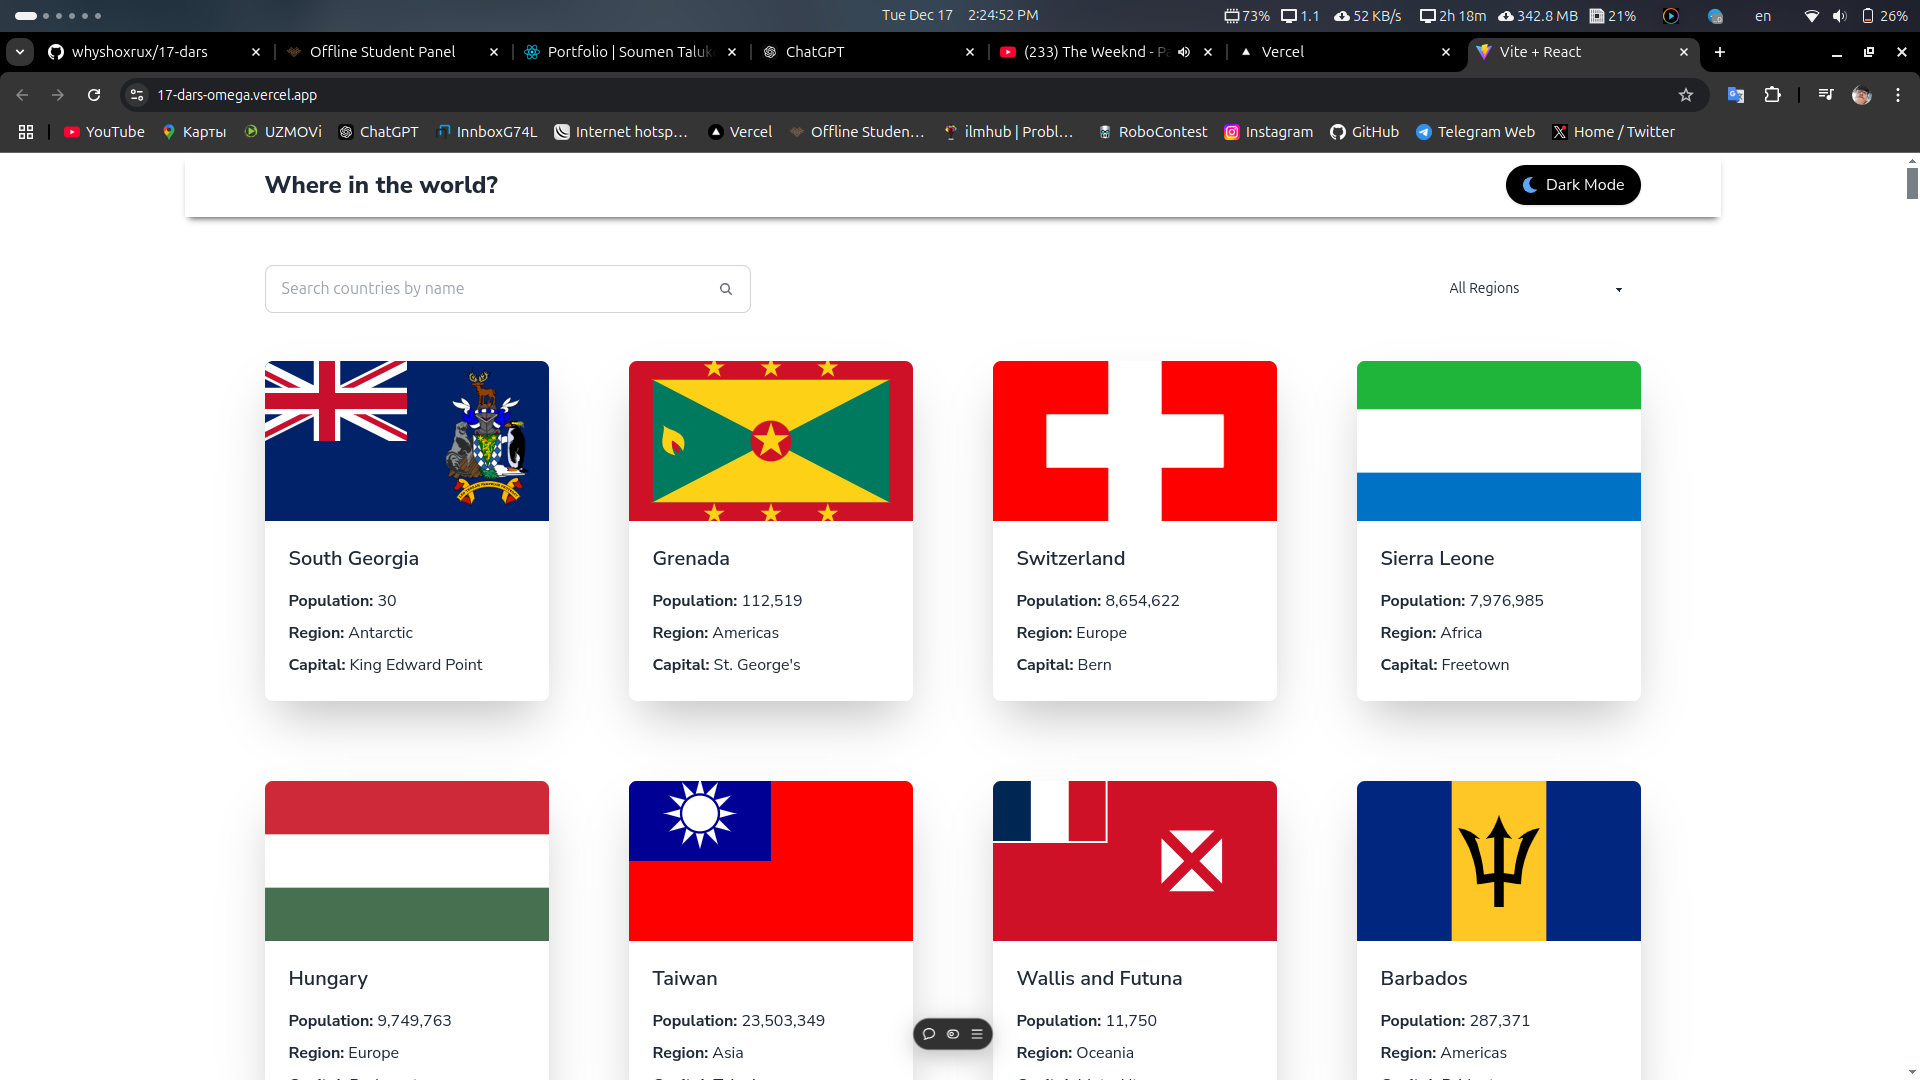 Tue Dec 17 2:24:52 PM 73% 1.1 52 KB/s 2h 18m 342.8 MB 21% en 26%
whyshoxrux/17-dars Offline Student Panel Portfolio | Soumen Taluk ChatGPT (233) The Weeknd - Pa Vercel Vite + React
17-dars-omega.vercel.app
YouTube Карты UZMOVi ChatGPT InnboxG74L Internet hotsp... Vercel Offline Studen... ilmhub | Probl... RoboContest Instagram GitHub Telegram Web Home / Twitter
Where in the world? Dark Mode
Search countries by name All Regions
South Georgia Grenada Switzerland Sierra Leone
Population: 30 Population: 112,519 Population: 8,654,622 Population: 7,976,985
Region: Antarctic Region: Americas Region: Europe Region: Africa
Capital: King Edward Point Capital: St. George's Capital: Bern Capital: Freetown
Hungary Taiwan Wallis and Futuna Barbados
Population: 9,749,763 Population: 23,503,349 Population: 11,750 Population: 287,371
Region: Europe Region: Asia Region: Oceania Region: Americas